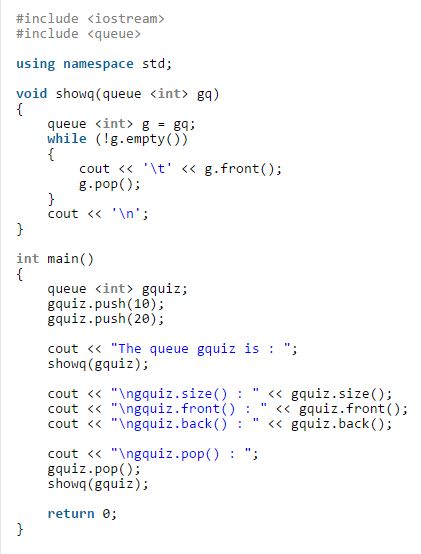 #include <iostream>
#include <queue>
using namespace std;
void showq(queue <int> gq)
{
queue <int> g = gq;
while (!g.empty())
{
cout << '\t' << g.front();
g.pop();
}
cout << '\n';
}
int main()
{
queue <int> gquiz;
gquiz.push(10);
gquiz.push(20);
cout << "The queue gquiz is : ";
showq(gquiz);
cout << "\ngquiz.size() : " << gquiz.size();
cout << "\ngquiz.front() : " << gquiz.front();
cout << "\ngquiz.back() : " << gquiz.back();
cout << "\ngquiz.pop() : ";
gquiz.pop();
showq(gquiz);
return 0;
}